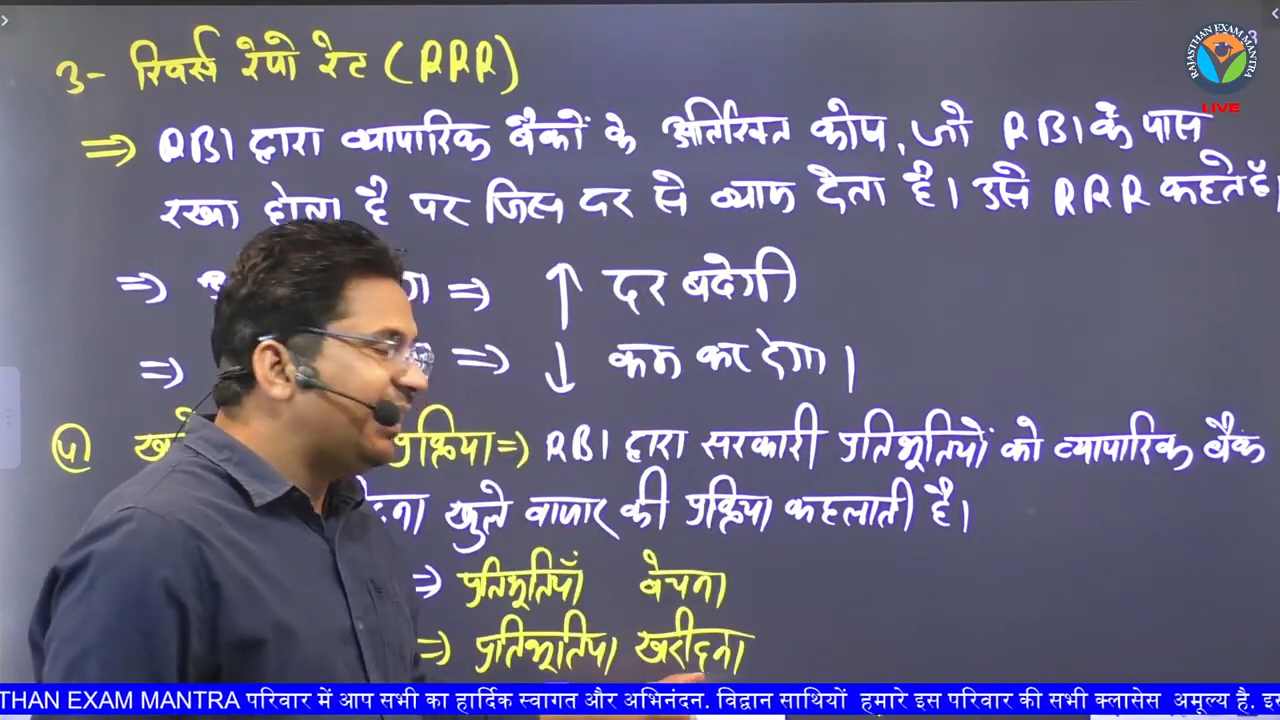 3- रिवर्स रेपो रेट (RRR)
⇒ RBI द्वारा व्यापारिक बैंकों के अतिरिक्त कोष, जो RBI के पास
रखा होता है पर जिस दर से ब्याज देता है। उसे RRR कहते हैं।
⇒ ⇒ ↑ दर बढेगी
⇒ ⇒ ↓ कम कर देगा।
प्रक्रिया ⇒ RBI द्वारा सरकारी प्रतिभूतियों को व्यापारिक बैंक
खुले बाजार की प्रक्रिया कहलाती है।
⇒ प्रतिभूतियाँ बेचना
⇒ प्रतिभूतिया खरीदना
RAJASTHAN EXAM MANTRA
LIVE
THAN EXAM MANTRA परिवार में आप सभी का हार्दिक स्वागत और अभिनंदन. विद्वान साथियों हमारे इस परिवार की सभी क्लासेस अमूल्य है.